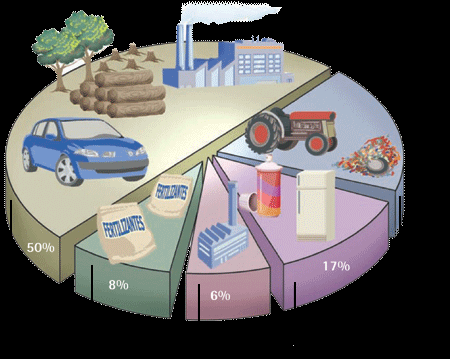 FERTILIZANTES
FERTILIZANTES
50%
8%
6%
17%